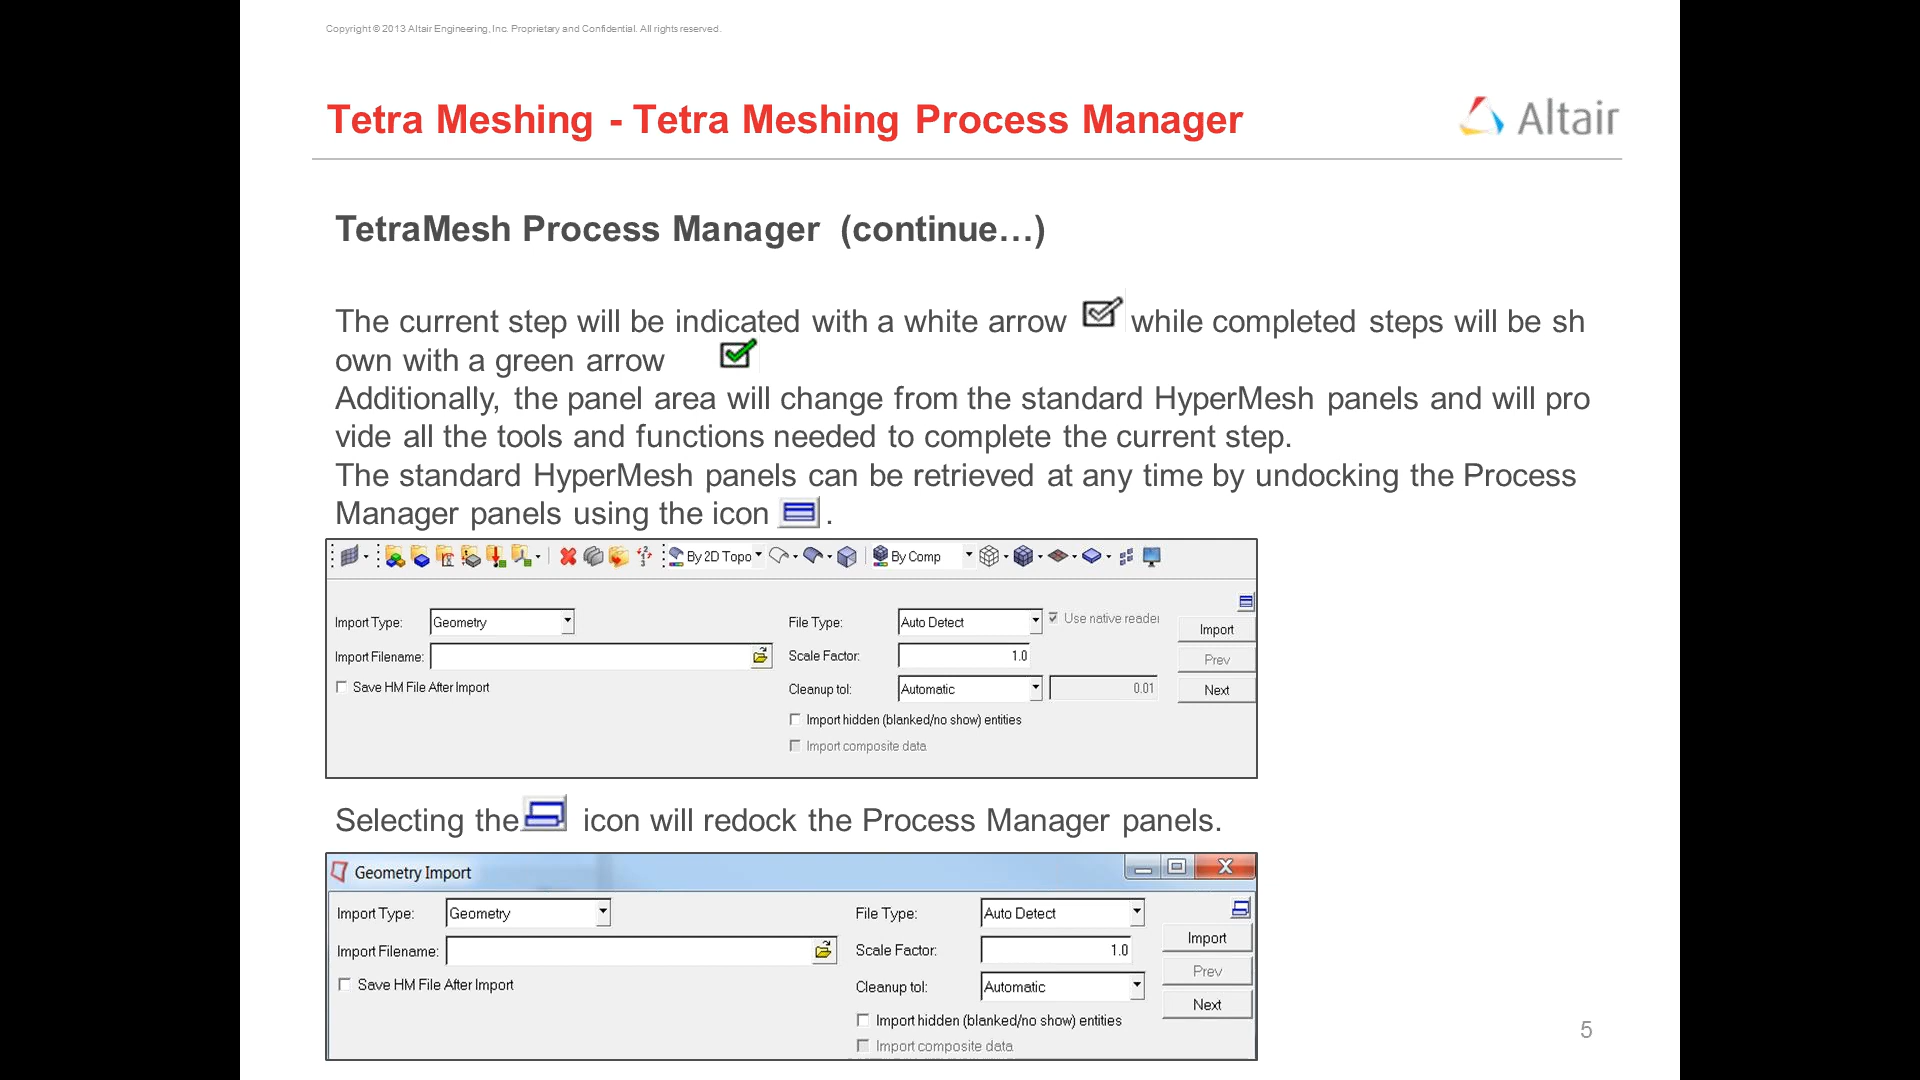 Copyright © 2013 Altair Engineering, Inc. Proprietary and Confidential. All rights reserved.
Tetra Meshing - Tetra Meshing Process Manager
Altair
TetraMesh Process Manager (continue…)
The current step will be indicated with a white arrow while completed steps will be sh
own with a green arrow
Additionally, the panel area will change from the standard HyperMesh panels and will pro
vide all the tools and functions needed to complete the current step.
The standard HyperMesh panels can be retrieved at any time by undocking the Process
Manager panels using the icon .
By 2D Topo By Comp
Import Type: Geometry File Type: Auto Detect Use native reader
Import
Import Filename: Scale Factor: 1.0
Prev
Save HM File After Import Cleanup tol: Automatic 0.01 Next
Import hidden (blanked/no show) entities
Import composite data
Selecting the icon will redock the Process Manager panels.
Geometry Import
Import Type: Geometry File Type: Auto Detect
Import
Import Filename: Scale Factor: 1.0
Prev
Save HM File After Import Cleanup tol: Automatic
Next
Import hidden (blanked/no show) entities
Import composite data
5